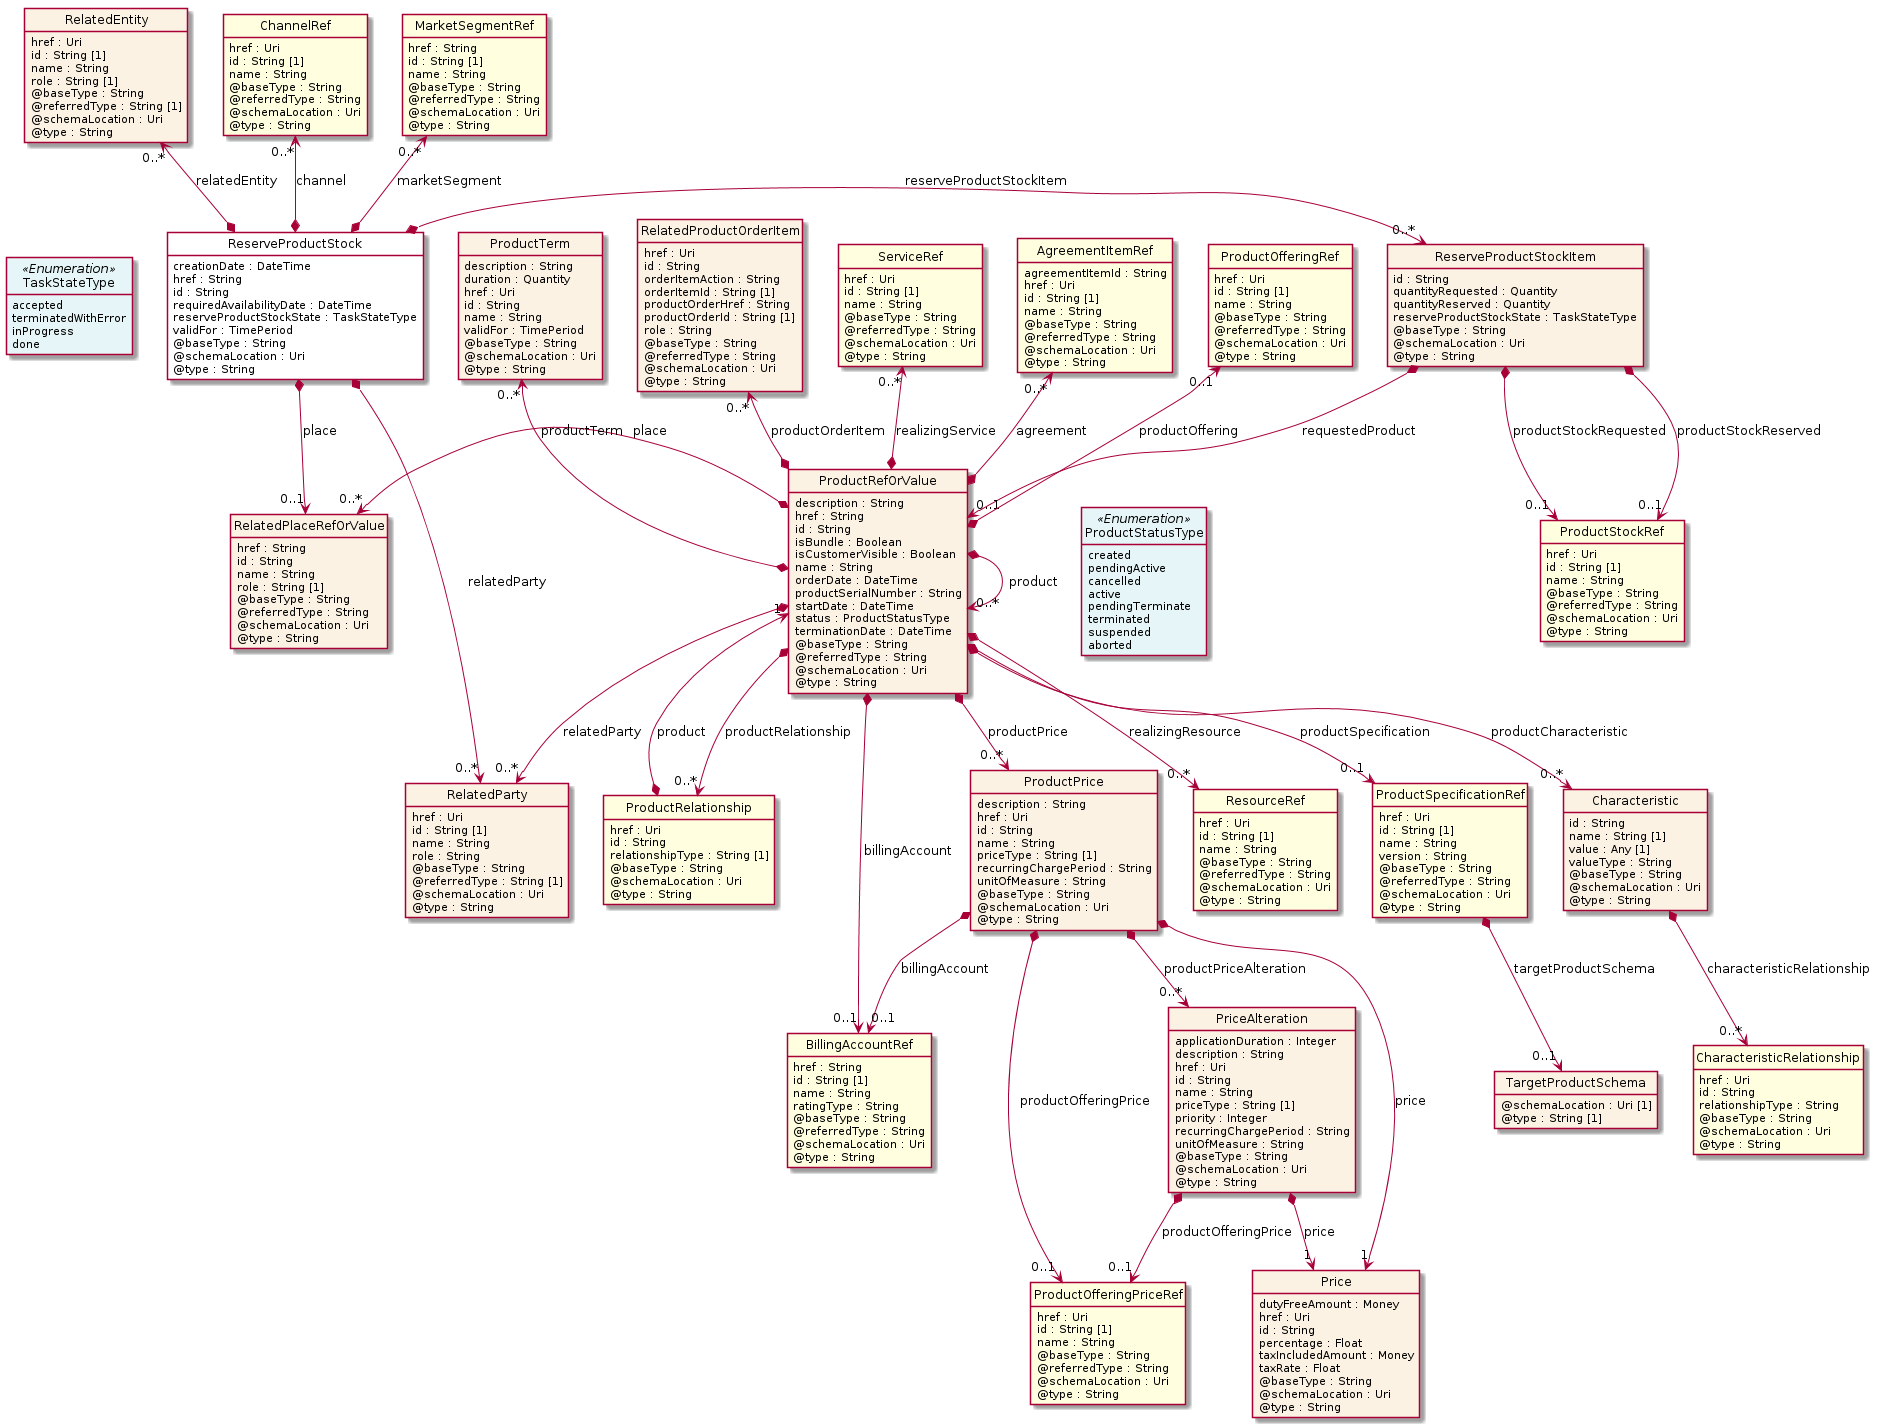 RelatedEntity
href : Uri
id : String [1]
name : String
role : String [1]
@baseType : String
@referredType : String [1]
@schemaLocation : Uri
@type : String
ChannelRef
href : Uri
id : String [1]
name : String
@baseType : String
@referredType : String
@schemaLocation : Uri
@type : String
MarketSegmentRef
href : String
id : String [1]
name : String
@baseType : String
@referredType : String
@schemaLocation : Uri
@type : String
0..*
0..*
0..*
relatedEntity
channel
marketSegment
reserveProductStockItem
0..*
«Enumeration»
TaskStateType
accepted
terminatedWithError
inProgress
done
ReserveProductStock
creationDate : DateTime
href : String
id : String
requiredAvailabilityDate : DateTime
reserveProductStockState : TaskStateType
validFor : TimePeriod
@baseType : String
@schemaLocation : Uri
@type : String
ProductTerm
description : String
duration : Quantity
href : Uri
id : String
name : String
validFor : TimePeriod
@baseType : String
@schemaLocation : Uri
@type : String
RelatedProductOrderItem
href : Uri
id : String
orderItemAction : String
orderItemId : String [1]
productOrderHref : String
productOrderId : String [1]
role : String
@baseType : String
@referredType : String
@schemaLocation : Uri
@type : String
ServiceRef
href : Uri
id : String [1]
name : String
@baseType : String
@referredType : String
@schemaLocation : Uri
@type : String
AgreementItemRef
agreementItemId : String
href : Uri
id : String [1]
name : String
@baseType : String
@referredType : String
@schemaLocation : Uri
@type : String
ProductOfferingRef
href : Uri
id : String [1]
name : String
@baseType : String
@referredType : String
@schemaLocation : Uri
@type : String
ReserveProductStockItem
id : String
quantityRequested : Quantity
quantityReserved : Quantity
reserveProductStockState : TaskStateType
@baseType : String
@schemaLocation : Uri
@type : String
0..*
0..*
0..*
0..*
0..1
place
productTerm
place
productOrderItem
realizingService
agreement
productOffering
requestedProduct
productStockRequested
productStockReserved
0..1
0..*
0..1
0..1
0..1
RelatedPlaceRefOrValue
href : String
id : String
name : String
role : String [1]
@baseType : String
@referredType : String
@schemaLocation : Uri
@type : String
ProductRefOrValue
description : String
href : String
id : String
isBundle : Boolean
isCustomerVisible : Boolean
name : String
orderDate : DateTime
productSerialNumber : String
startDate : DateTime
status : ProductStatusType
terminationDate : DateTime
@baseType : String
@referredType : String
@schemaLocation : Uri
@type : String
product
0..*
1
«Enumeration»
ProductStatusType
created
pendingActive
cancelled
active
pendingTerminate
terminated
suspended
aborted
ProductStockRef
href : Uri
id : String [1]
name : String
@baseType : String
@referredType : String
@schemaLocation : Uri
@type : String
relatedParty
relatedParty
product
productRelationship
productPrice
realizingResource
productSpecification
productCharacteristic
0..*
0..*
0..*
0..*
0..*
0..1
0..*
RelatedParty
href : Uri
id : String [1]
name : String
role : String
@baseType : String
@referredType : String [1]
@schemaLocation : Uri
@type : String
ProductRelationship
href : Uri
id : String
relationshipType : String [1]
@baseType : String
@schemaLocation : Uri
@type : String
billingAccount
ProductPrice
description : String
href : Uri
id : String
name : String
priceType : String [1]
recurringChargePeriod : String
unitOfMeasure : String
@baseType : String
@schemaLocation : Uri
@type : String
ResourceRef
href : Uri
id : String [1]
name : String
@baseType : String
@referredType : String
@schemaLocation : Uri
@type : String
ProductSpecificationRef
href : Uri
id : String [1]
name : String
version : String
@baseType : String
@referredType : String
@schemaLocation : Uri
@type : String
Characteristic
id : String
name : String [1]
value : Any [1]
valueType : String
@baseType : String
@schemaLocation : Uri
@type : String
billingAccount
productPriceAlteration
targetProductSchema
characteristicRelationship
0..1
0..1
0..*
0..1
0..*
BillingAccountRef
href : String
id : String [1]
name : String
ratingType : String
@baseType : String
@referredType : String
@schemaLocation : Uri
@type : String
productOfferingPrice
PriceAlteration
applicationDuration : Integer
description : String
href : Uri
id : String
name : String
priceType : String [1]
priority : Integer
recurringChargePeriod : String
unitOfMeasure : String
@baseType : String
@schemaLocation : Uri
@type : String
price
TargetProductSchema
@schemaLocation : Uri [1]
@type : String [1]
CharacteristicRelationship
href : Uri
id : String
relationshipType : String
@baseType : String
@schemaLocation : Uri
@type : String
productOfferingPrice
price
0..1
0..1
1
1
ProductOfferingPriceRef
href : Uri
id : String [1]
name : String
@baseType : String
@referredType : String
@schemaLocation : Uri
@type : String
Price
dutyFreeAmount : Money
href : Uri
id : String
percentage : Float
taxIncludedAmount : Money
taxRate : Float
@baseType : String
@schemaLocation : Uri
@type : String